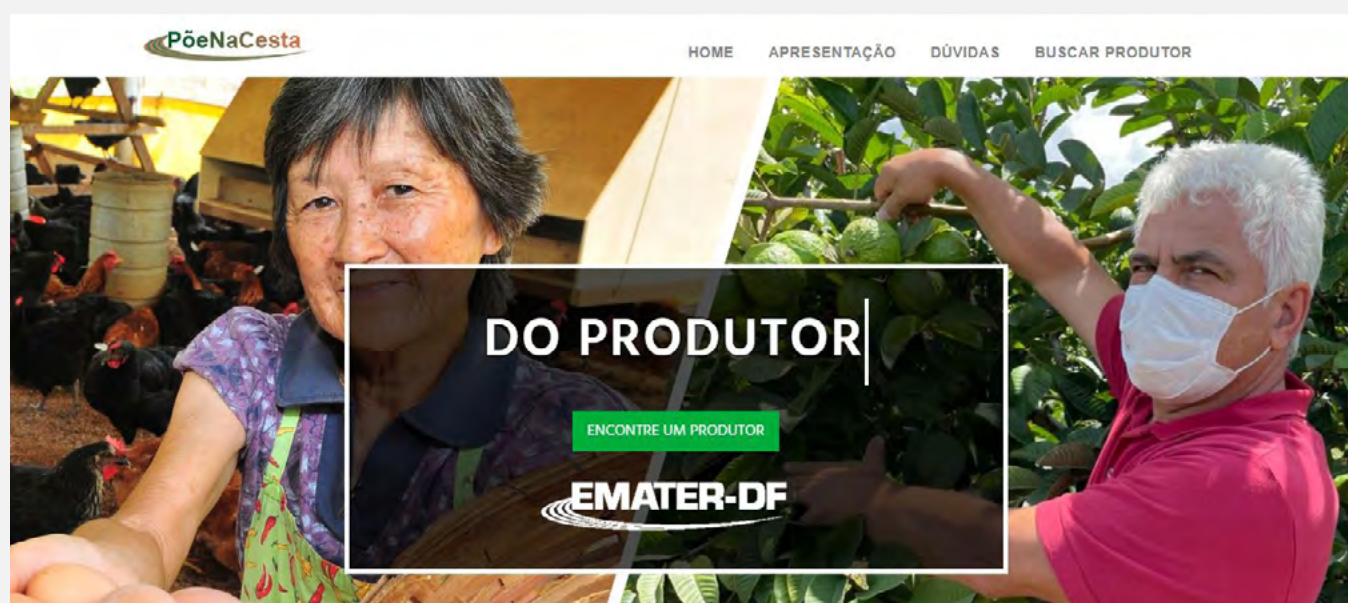 PõeNaCesta
HOME APRESENTAÇÃO DÚVIDAS BUSCAR PRODUTOR
DO PRODUTOR
ENCONTRE UM PRODUTOR
EMATER-DF